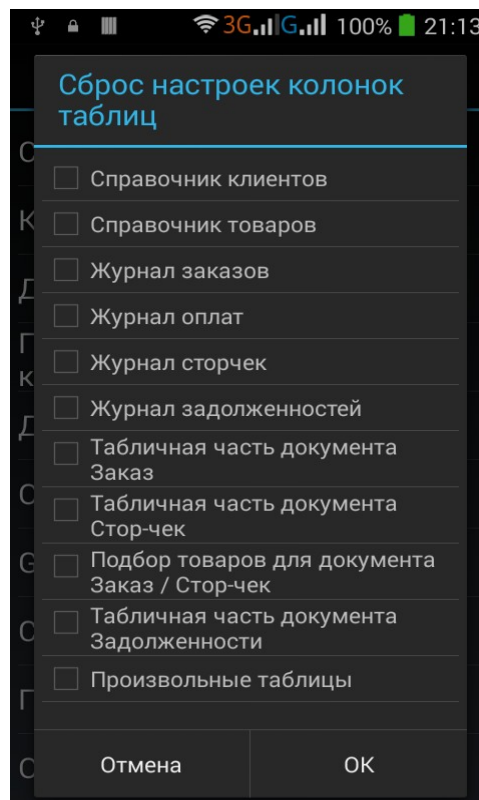 3G G 100% 21:13
Сброс настроек колонок
таблиц
С
Справочник клиентов
К
Справочник товаров
Журнал заказов
Д
Журнал оплат
П
Журнал сторчек
к
Журнал задолженностей
Д
Табличная часть документа
Заказ
С
Табличная часть документа
Стор-чек
G
Подбор товаров для документа
Заказ / Стор-чек
С
Табличная часть документа
Задолженности
Произвольные таблицы
П
Отмена
ОК
С